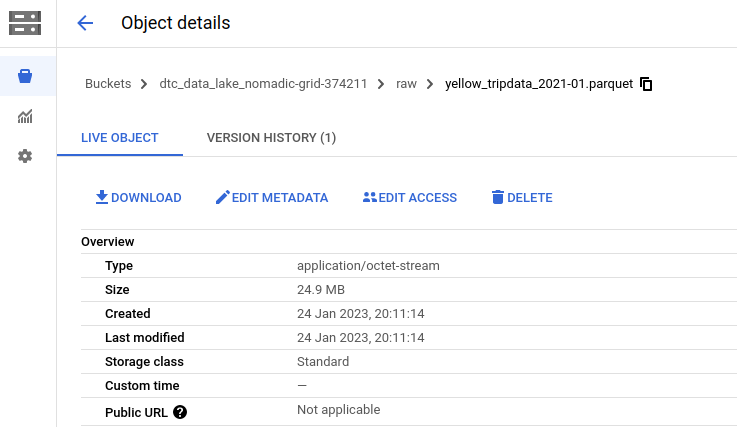 Object details
Buckets > dtc_data_lake_nomadic-grid-374211 > raw > yellow_tripdata_2021-01.parquet
LIVE OBJECT VERSION HISTORY (1)
DOWNLOAD EDIT METADATA EDIT ACCESS DELETE
Overview
Type application/octet-stream
Size 24.9 MB
Created 24 Jan 2023, 20:11:14
Last modified 24 Jan 2023, 20:11:14
Storage class Standard
Custom time —
Public URL ? Not applicable